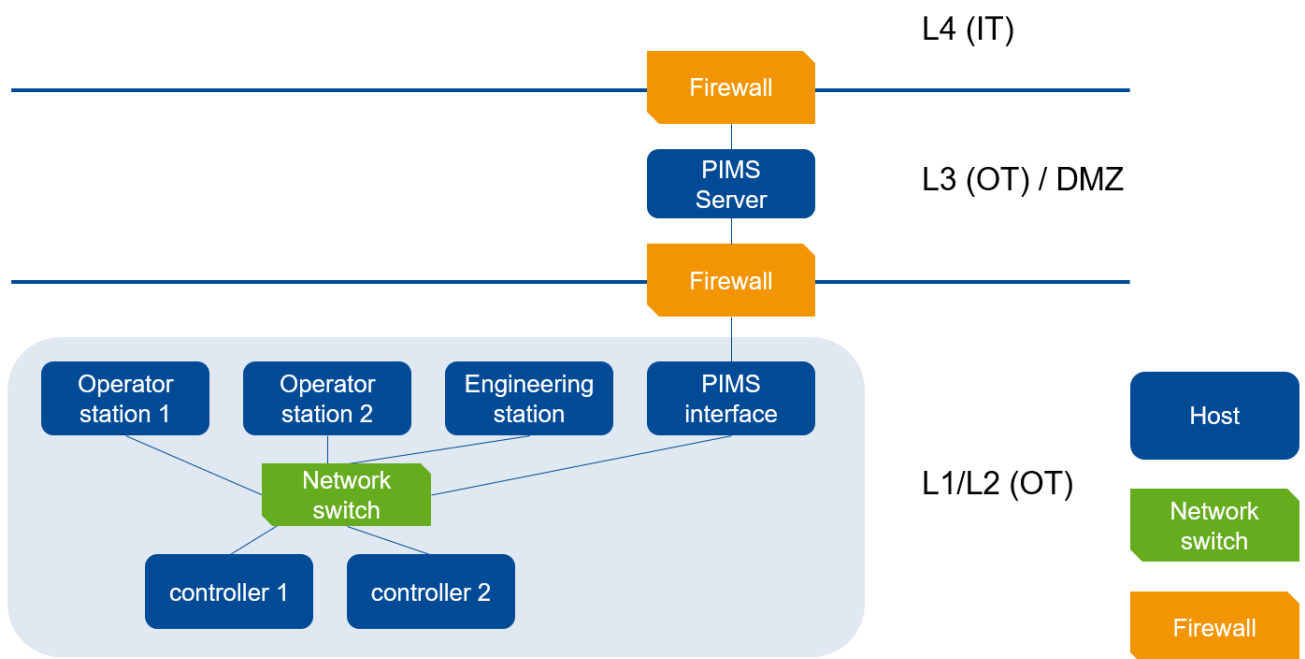 L4 (IT)
Firewall
PIMS
Server
L3 (OT) / DMZ
Firewall
Operator
station 1
Operator
station 2
Engineering
station
PIMS
interface
Network
switch
controller 1
controller 2
L1/L2 (OT)
Host
Network
switch
Firewall